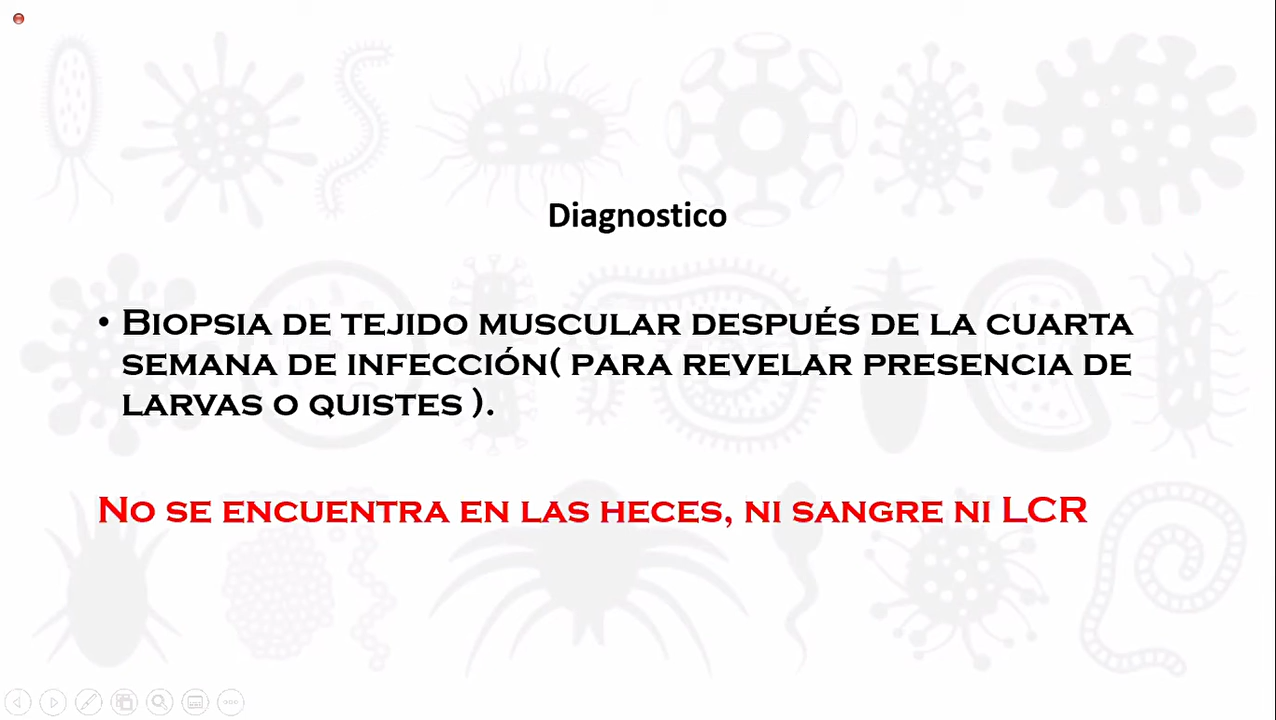 Diagnostico
• Biopsia de tejido muscular después de la cuarta
semana de infección( para revelar presencia de
larvas o quistes ).
No se encuentra en las heces, ni sangre ni LCR